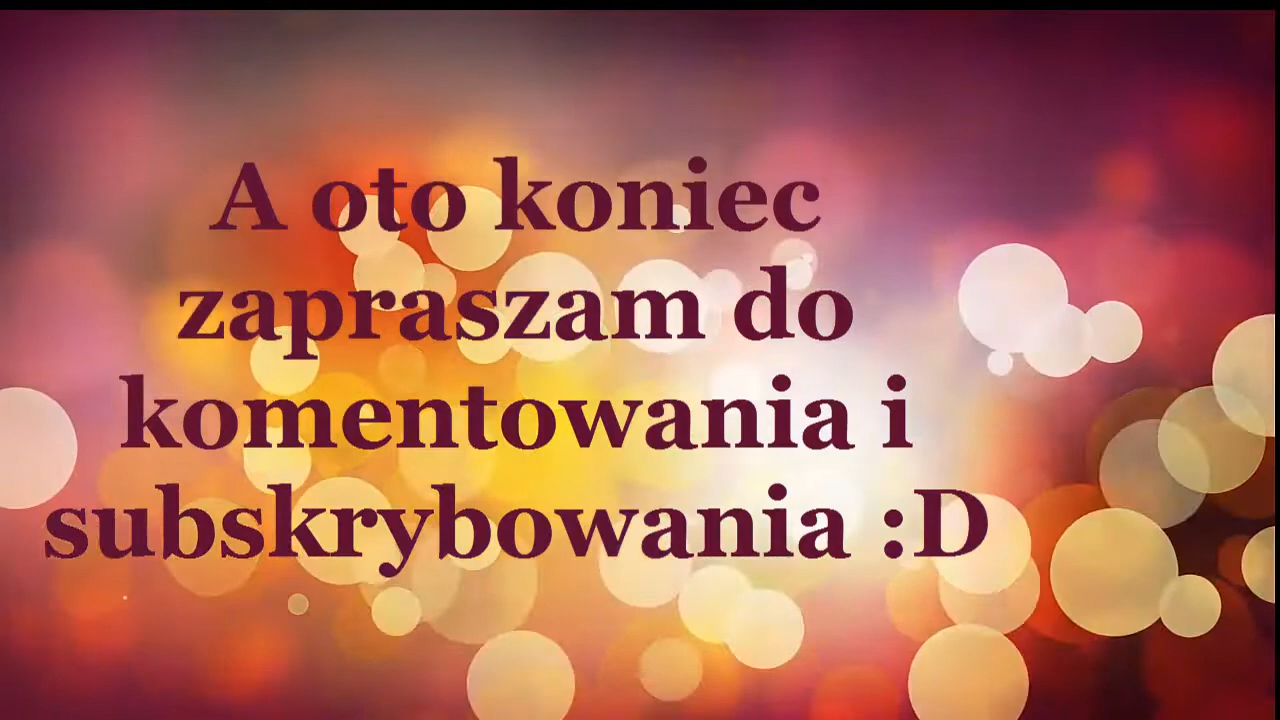 A oto koniec
zapraszam do
komentowania i
subskrybowania :D